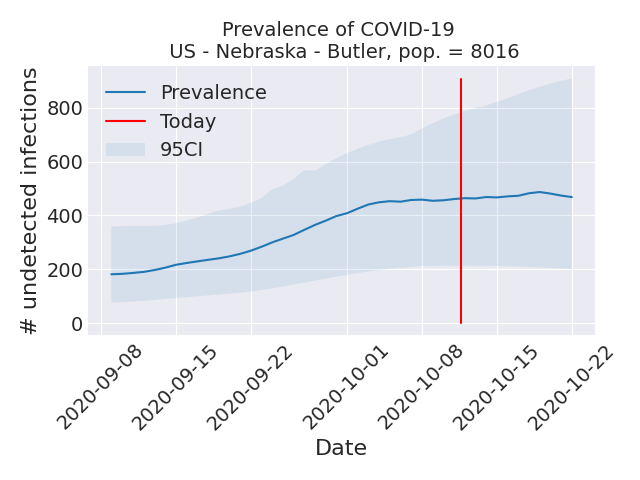 Prevalence of COVID-19
US - Nebraska - Butler, pop. = 8016
# undetected infections
800
600
400
200
0
Prevalence
Today
95CI
2020-09-08
2020-09-15
2020-09-22
2020-10-01
2020-10-08
2020-10-15
2020-10-22
Date